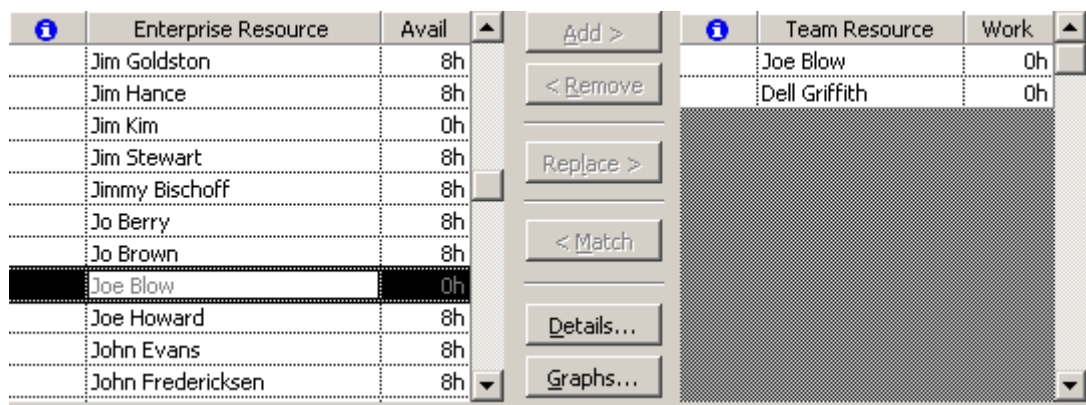 Enterprise Resource Avail
Jim Goldston 8h
Jim Hance 8h
Jim Kim 0h
Jim Stewart 8h
Jimmy Bischoff 8h
Jo Berry 8h
Jo Brown 8h
Joe Blow 0h
Joe Howard 8h
John Evans 8h
John Fredericksen 8h
Add >
< Remove
Replace >
< Match
Details...
Graphs...
Team Resource Work
Joe Blow 0h
Dell Griffith 0h